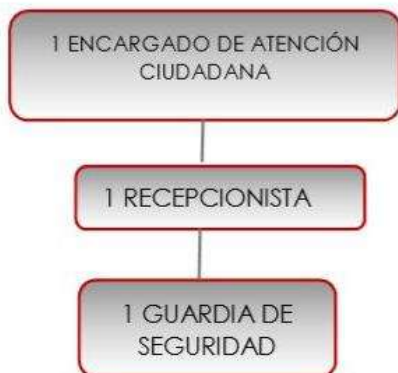 1 ENCARGADO DE ATENCIÓN
CIUDADANA
1 RECEPCIONISTA
1 GUARDIA DE
SEGURIDAD